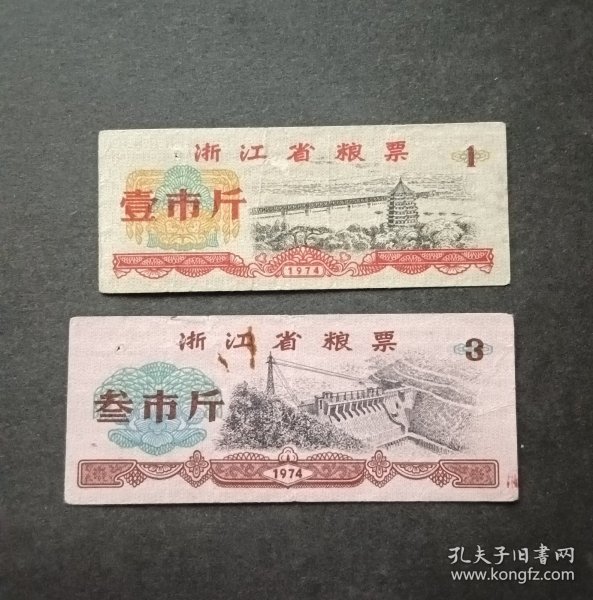 浙江省粮票
1
壹市斤
1974
浙江省粮票
3
叁市斤
1974
孔夫子旧書网
www.kongfz.com